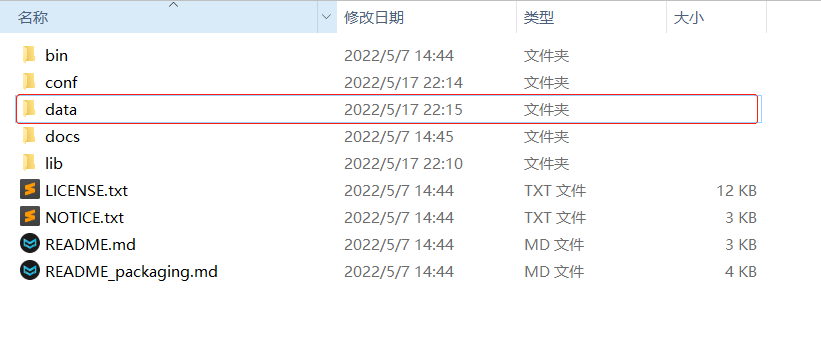 名称 修改日期 类型 大小
bin 2022/5/7 14:44 文件夹
conf 2022/5/17 22:14 文件夹
data 2022/5/17 22:15 文件夹
docs 2022/5/7 14:45 文件夹
lib 2022/5/17 22:10 文件夹
LICENSE.txt 2022/5/7 14:44 TXT 文件 12 KB
NOTICE.txt 2022/5/7 14:44 TXT 文件 3 KB
README.md 2022/5/7 14:44 MD 文件 3 KB
README_packaging.md 2022/5/7 14:44 MD 文件 4 KB